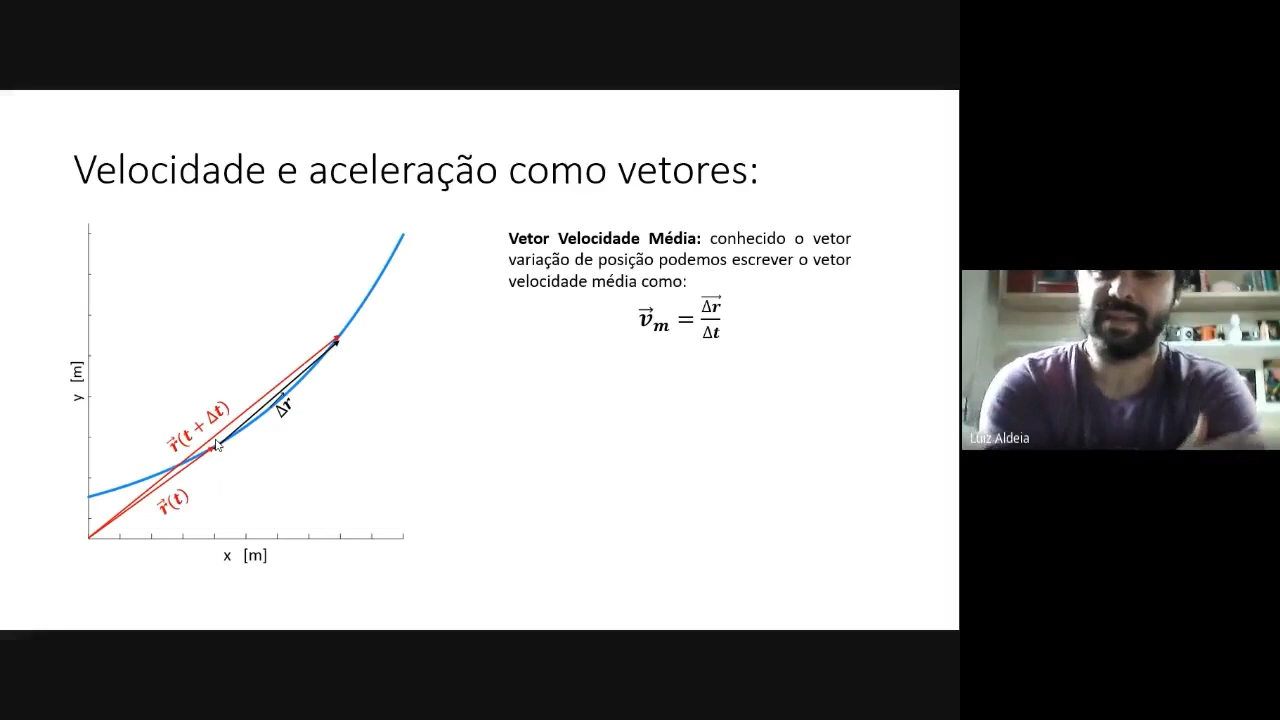 Velocidade e aceleração como vetores:
y [m]
r⃗(t + Δt)
r⃗(t)
Δr
x [m]
Vetor Velocidade Média: conhecido o vetor
variação de posição podemos escrever o vetor
velocidade média como:
v⃗ₘ = Δr⃗ / Δt
Luiz Aldeia